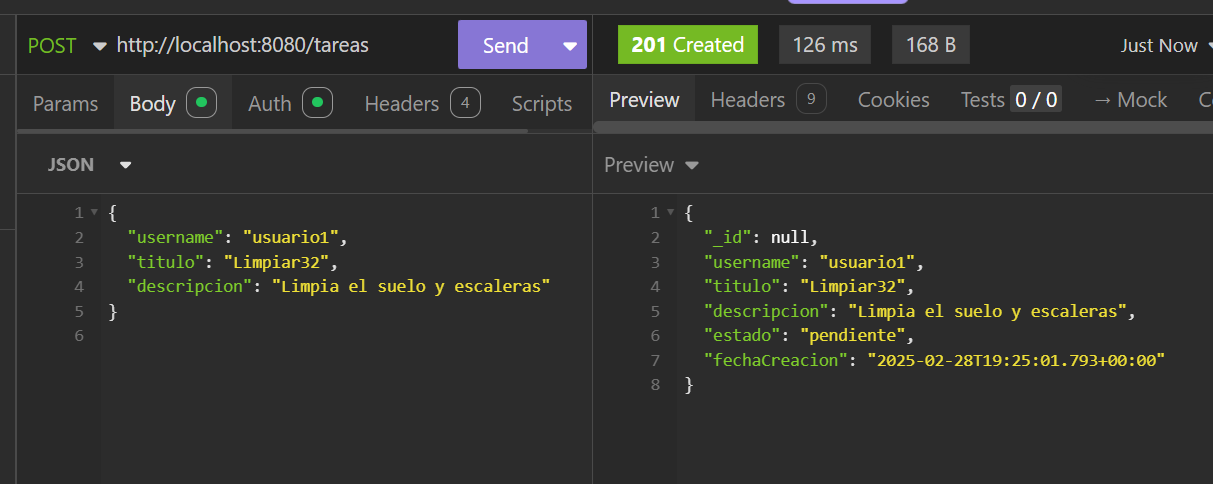 POST http://localhost:8080/tareas Send 201 Created 126 ms 168 B Just Now
Params Body Auth Headers 4 Scripts Preview Headers 9 Cookies Tests 0 / 0 → Mock
JSON Preview
1 {
2 "username": "usuario1",
3 "titulo": "Limpiar32",
4 "descripcion": "Limpia el suelo y escaleras"
5 }
6
1 {
2 "_id": null,
3 "username": "usuario1",
4 "titulo": "Limpiar32",
5 "descripcion": "Limpia el suelo y escaleras",
6 "estado": "pendiente",
7 "fechaCreacion": "2025-02-28T19:25:01.793+00:00"
8 }